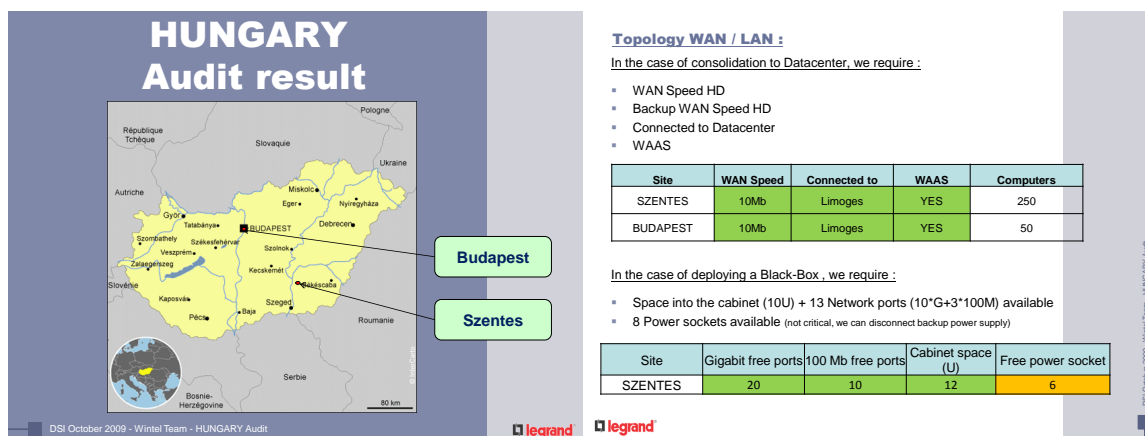 HUNGARY
Audit result
Pologne
République
Tchèque
Slovaquie
Ukraine
Autriche
Miskolc
Eger
Nyíregyháza
Győr
Tatabánya
BUDAPEST
Debrecen
Szombathely
Székesfehérvár
Szolnok
Veszprém
Zalaegerszeg
Kecskemét
Békéscsaba
Slovénie
Kaposvár
Szeged
Pécs
Baja
Roumanie
Serbie
Bosnie-
Herzégovine
80 km
Budapest
Szentes
DSI October 2009 - Wintel Team - HUNGARY Audit
legrand
Topology WAN / LAN :
In the case of consolidation to Datacenter, we require :
▪ WAN Speed HD
▪ Backup WAN Speed HD
▪ Connected to Datacenter
▪ WAAS
Site WAN Speed Connected to WAAS Computers
SZENTES 10Mb Limoges YES 250
BUDAPEST 10Mb Limoges YES 50
In the case of deploying a Black-Box , we require :
▪ Space into the cabinet (10U) + 13 Network ports (10*G+3*100M) available
▪ 8 Power sockets available (not critical, we can disconnect backup power supply)
Site Gigabit free ports 100 Mb free ports Cabinet space (U) Free power socket
SZENTES 20 10 12 6
legrand